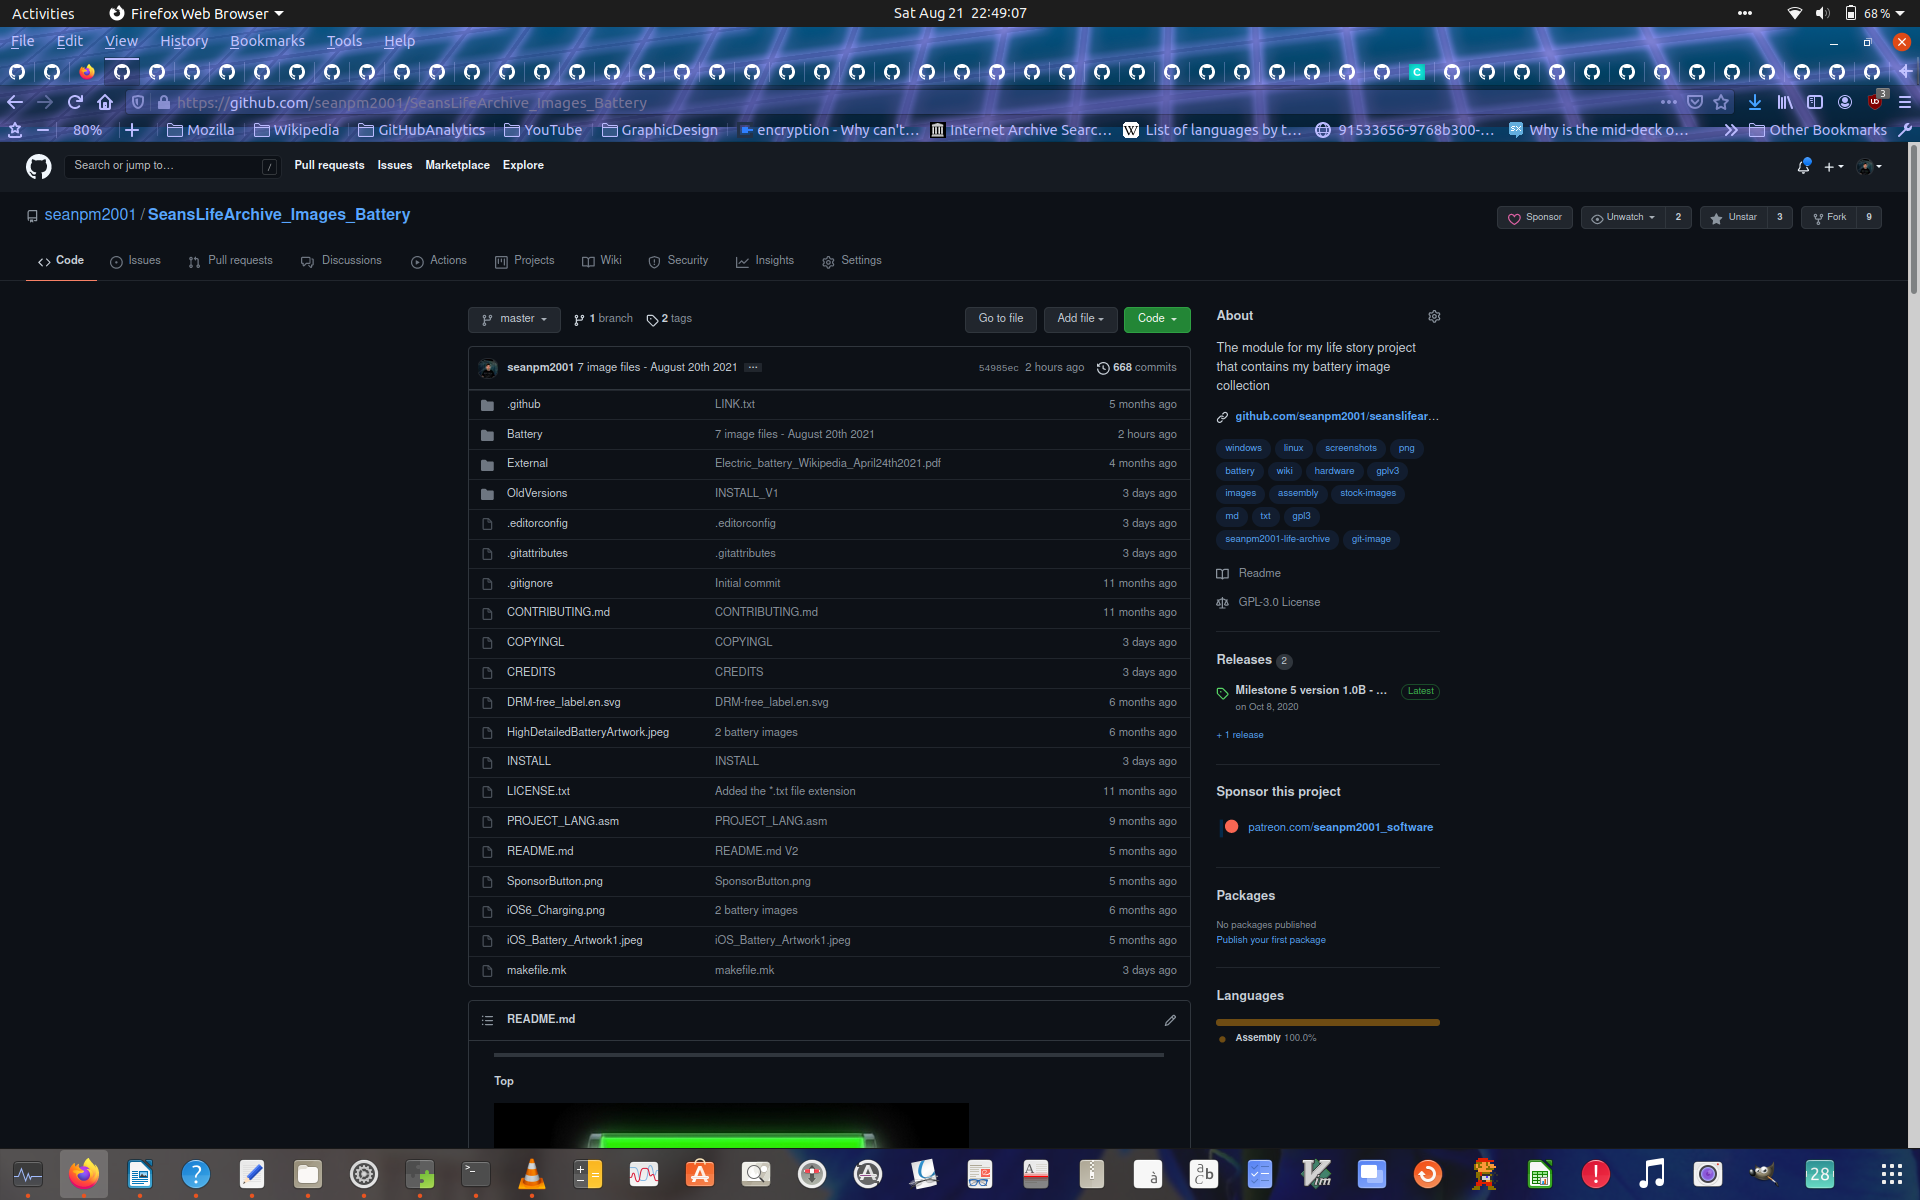 Activities Firefox Web Browser Sat Aug 21 22:49:07 68 %
File Edit View History Bookmarks Tools Help
https://github.com/seanpm2001/SeansLifeArchive_Images_Battery 3
80% Mozilla Wikipedia GitHubAnalytics YouTube GraphicDesign encryption - Why can't… Internet Archive Searc… List of languages by t… 91533656-9768b300-… Why is the mid-deck o… Other Bookmarks
Search or jump to… / Pull requests Issues Marketplace Explore
seanpm2001 / SeansLifeArchive_Images_Battery Sponsor Unwatch 2 Unstar 3 Fork 9
Code Issues Pull requests Discussions Actions Projects Wiki Security Insights Settings
master 1 branch 2 tags Go to file Add file Code
seanpm2001 7 image files - August 20th 2021 … 54985ec 2 hours ago 668 commits
.github LINK.txt 5 months ago
Battery 7 image files - August 20th 2021 2 hours ago
External Electric_battery_Wikipedia_April24th2021.pdf 4 months ago
OldVersions INSTALL_V1 3 days ago
.editorconfig .editorconfig 3 days ago
.gitattributes .gitattributes 3 days ago
.gitignore Initial commit 11 months ago
CONTRIBUTING.md CONTRIBUTING.md 11 months ago
COPYINGL COPYINGL 3 days ago
CREDITS CREDITS 3 days ago
DRM-free_label.en.svg DRM-free_label.en.svg 6 months ago
HighDetailedBatteryArtwork.jpeg 2 battery images 6 months ago
INSTALL INSTALL 3 days ago
LICENSE.txt Added the *.txt file extension 11 months ago
PROJECT_LANG.asm PROJECT_LANG.asm 9 months ago
README.md README.md V2 5 months ago
SponsorButton.png SponsorButton.png 5 months ago
iOS6_Charging.png 2 battery images 6 months ago
iOS_Battery_Artwork1.jpeg iOS_Battery_Artwork1.jpeg 5 months ago
makefile.mk makefile.mk 3 days ago
README.md
Top
About
The module for my life story project
that contains my battery image
collection
github.com/seanpm2001/seanslifear…
windows linux screenshots png
battery wiki hardware gplv3
images assembly stock-images
md txt gpl3
seanpm2001-life-archive git-image
Readme
GPL-3.0 License
Releases 2
Milestone 5 version 1.0B - … Latest
on Oct 8, 2020
+ 1 release
Sponsor this project
patreon.com/seanpm2001_software
Packages
No packages published
Publish your first package
Languages
Assembly 100.0%
28